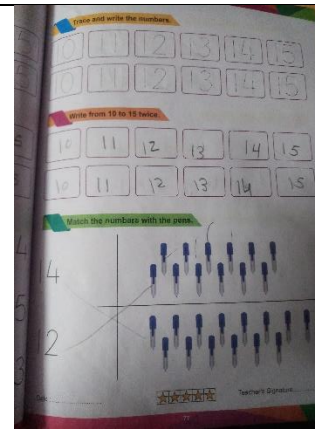 Trace and write the numbers.
10 11 12 13 14 15
10 11 12 13 14 15
Write from 10 to 15 twice.
10 11 12 13 14 15
10 11 12 13 14 15
Match the numbers with the pens.
14
12
Teacher's Signature
77